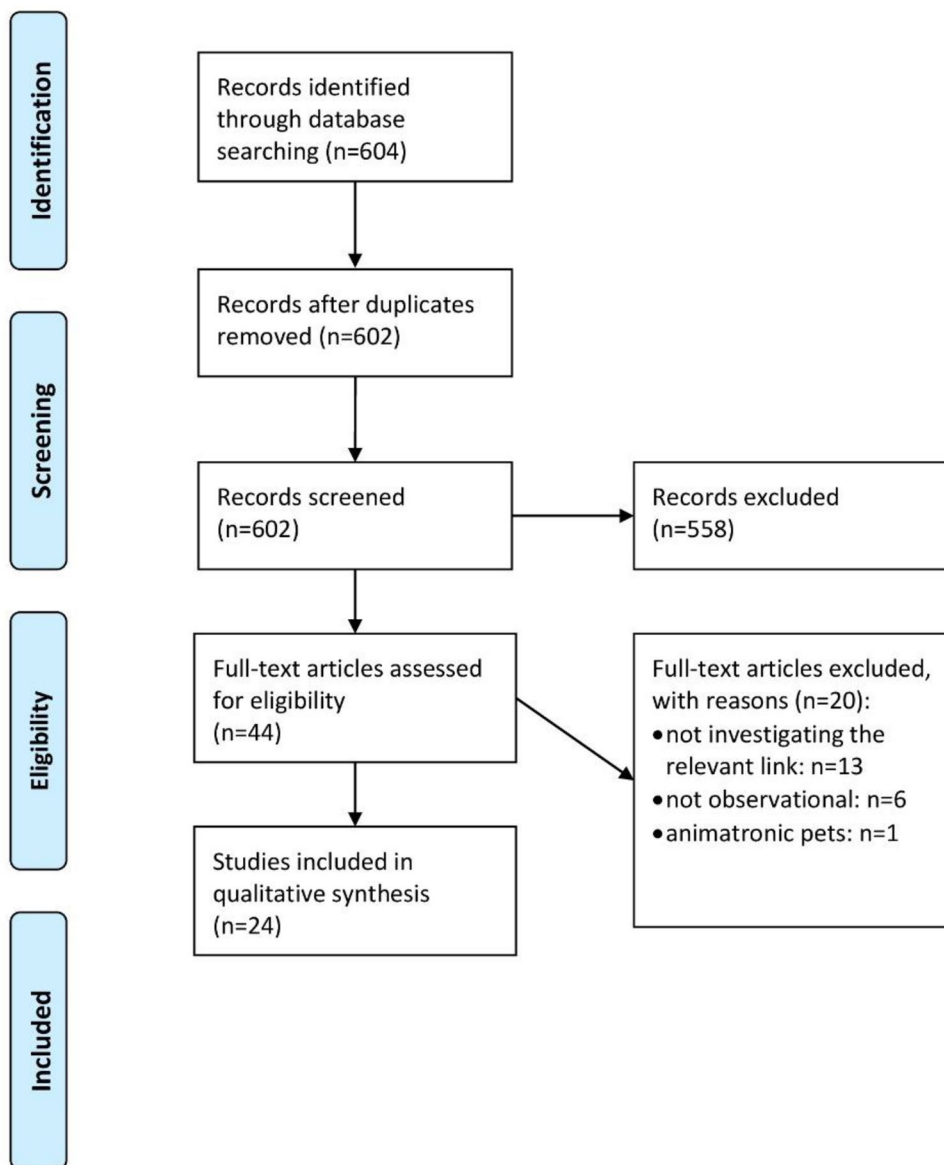 Identification
Records identified
through database
searching (n=604)
Records after duplicates
removed (n=602)
Screening
Records screened
(n=602)
Records excluded
(n=558)
Eligibility
Full-text articles assessed
for eligibility
(n=44)
Full-text articles excluded,
with reasons (n=20):
•not investigating the
relevant link: n=13
•not observational: n=6
•animatronic pets: n=1
Studies included in
qualitative synthesis
(n=24)
Included